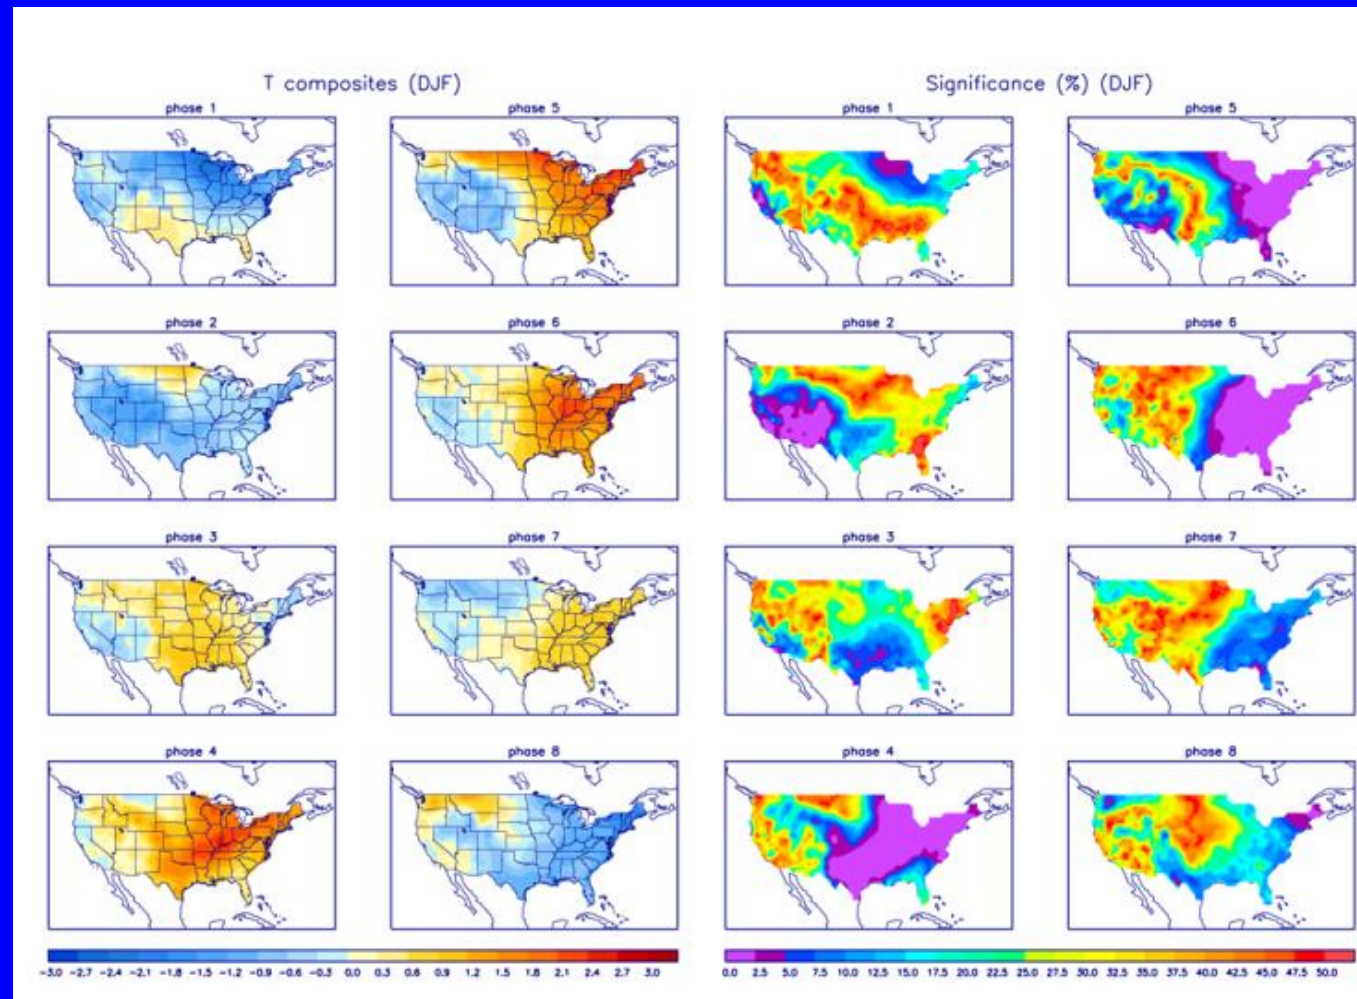 T composites (DJF)
Significance (%) (DJF)
phase 1
phase 5
phase 1
phase 5
phase 2
phase 6
phase 2
phase 6
phase 3
phase 7
phase 3
phase 7
phase 4
phase 8
phase 4
phase 8
-3.0 -2.7 -2.4 -2.1 -1.8 -1.5 -1.2 -0.9 -0.6 -0.3 0.0 0.3 0.6 0.9 1.2 1.5 1.8 2.1 2.4 2.7 3.0
0.0 2.5 5.0 7.5 10.0 12.5 15.0 17.5 20.0 22.5 25.0 27.5 30.0 32.5 35.0 37.5 40.0 42.5 45.0 47.5 50.0